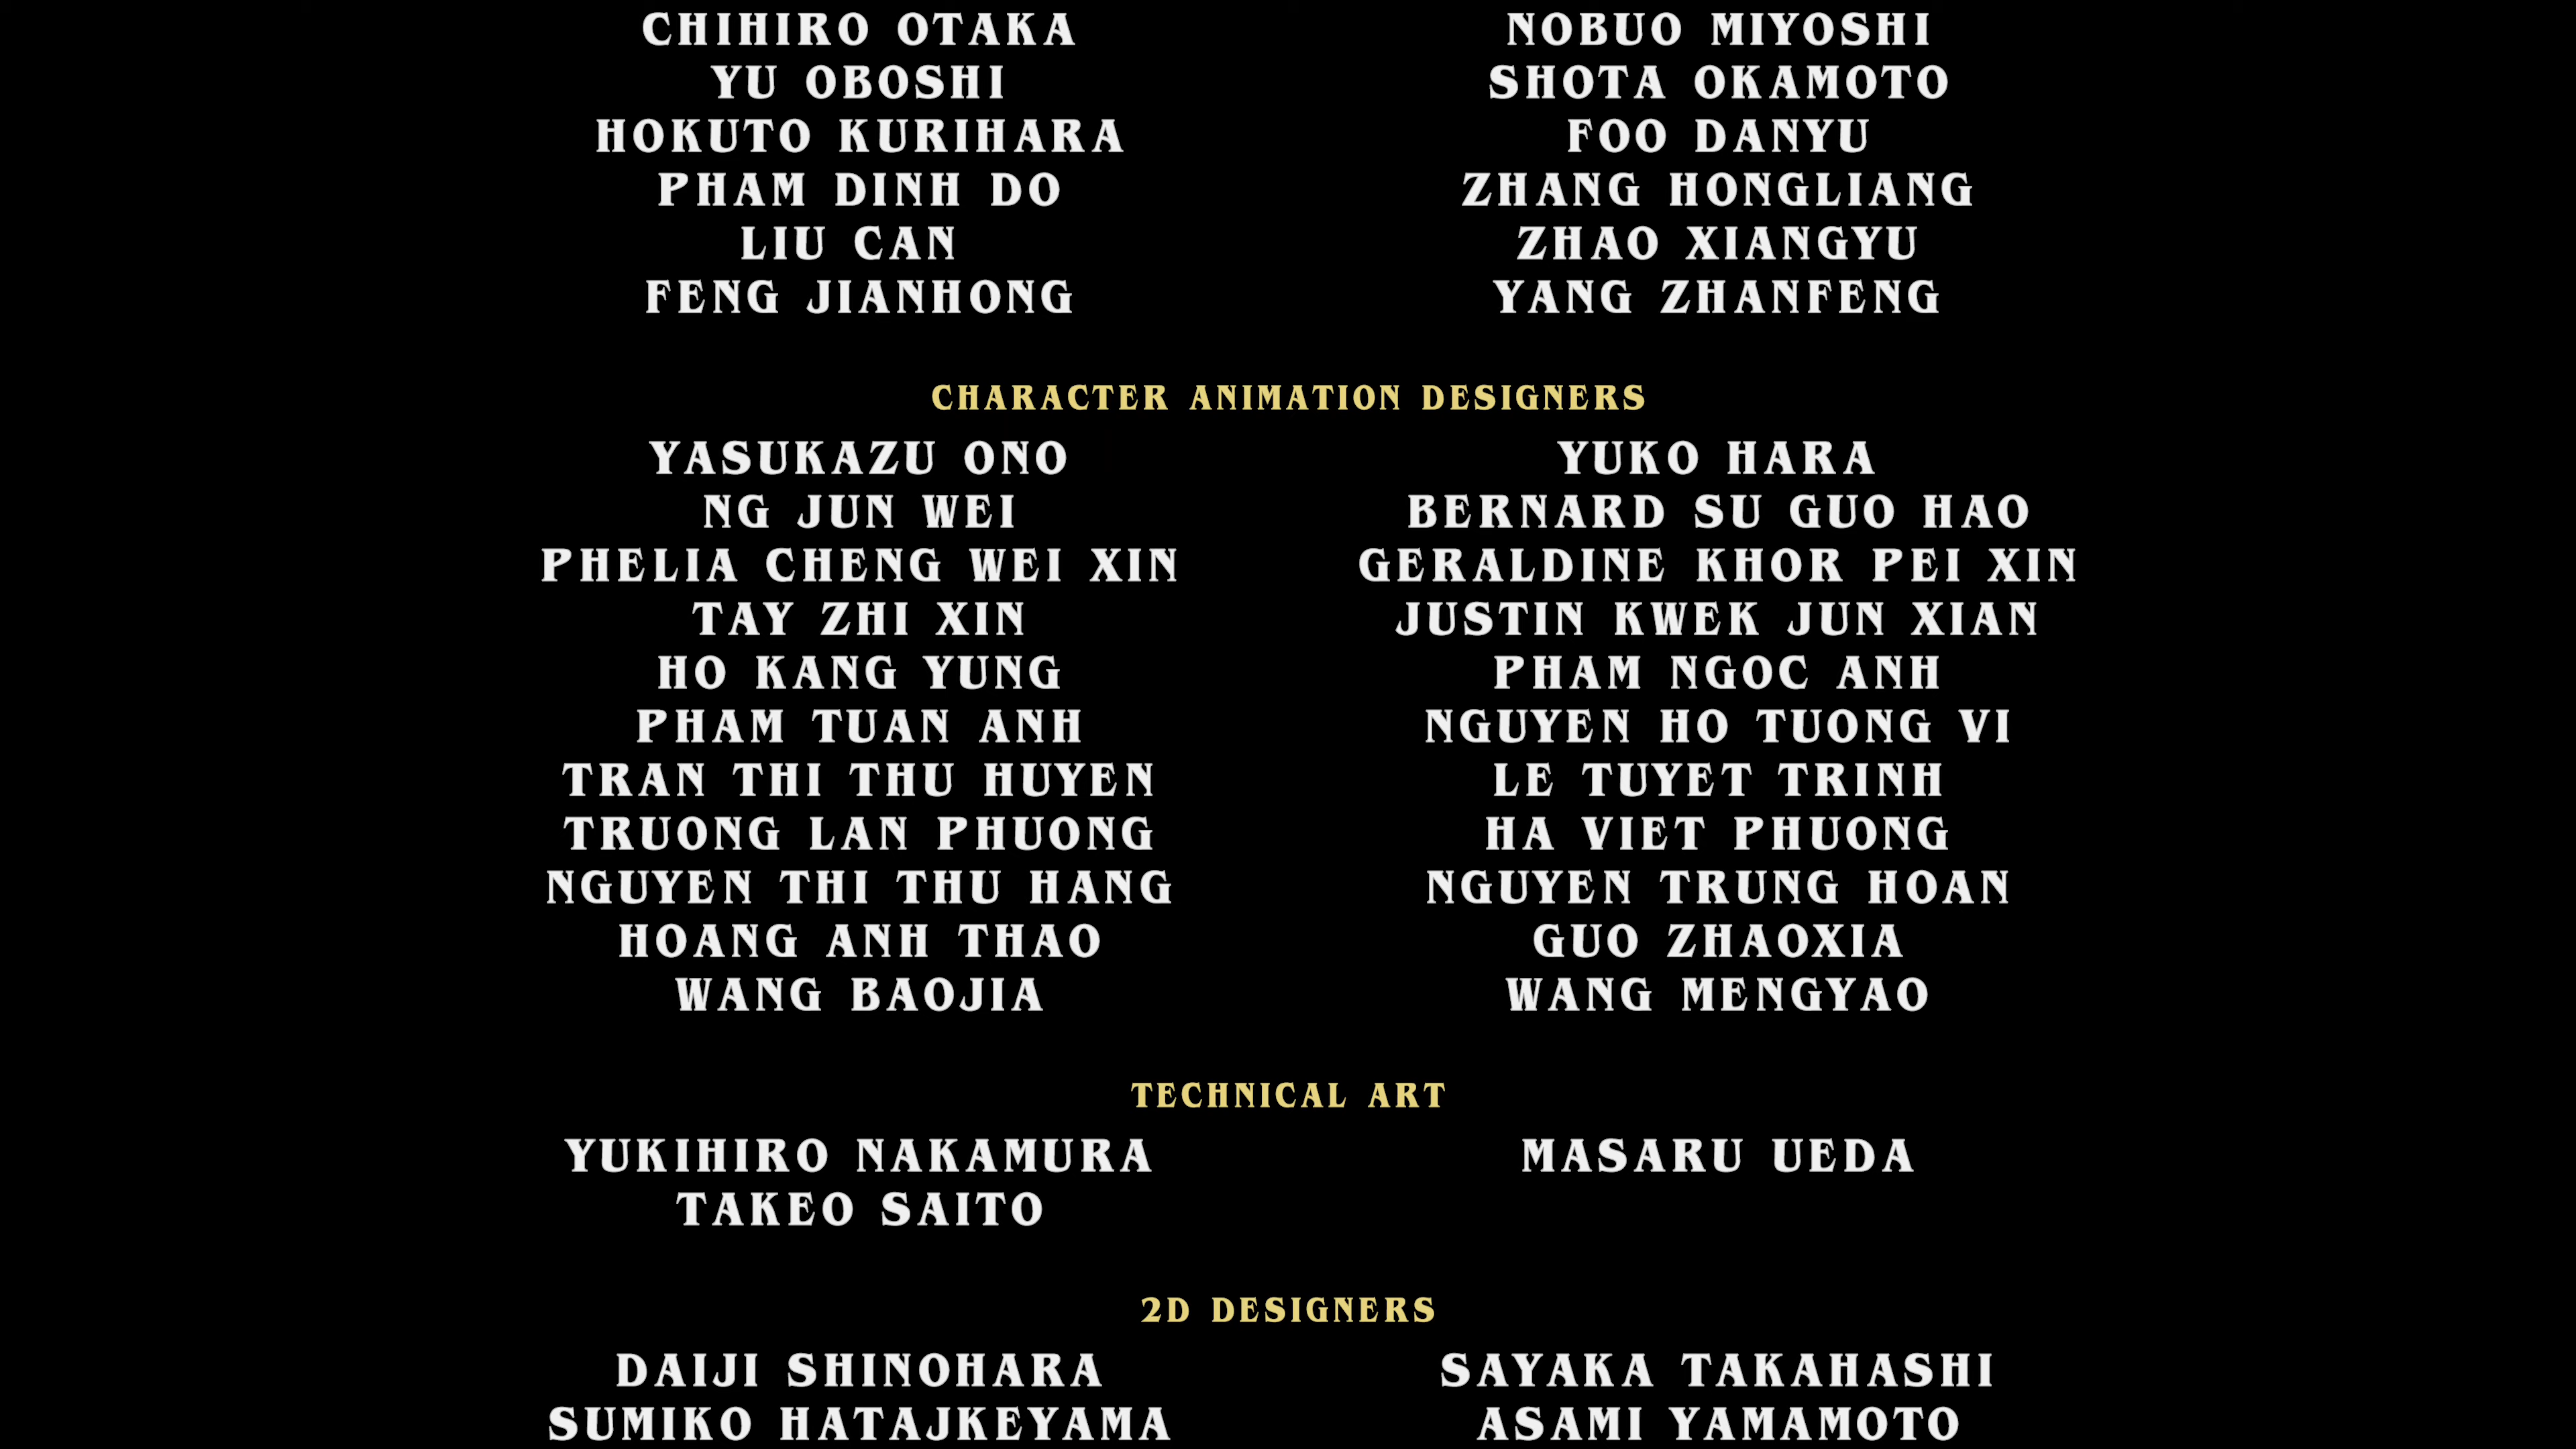 CHIHIRO OTAKA NOBUO MIYOSHI
YU OBOSHI SHOTA OKAMOTO
HOKUTO KURIHARA FOO DANYU
PHAM DINH DO ZHANG HONGLIANG
LIU CAN ZHAO XIANGYU
FENG JIANHONG YANG ZHANFENG
CHARACTER ANIMATION DESIGNERS
YASUKAZU ONO YUKO HARA
NG JUN WEI BERNARD SU GUO HAO
PHELIA CHENG WEI XIN GERALDINE KHOR PEI XIN
TAY ZHI XIN JUSTIN KWEK JUN XIAN
HO KANG YUNG PHAM NGOC ANH
PHAM TUAN ANH NGUYEN HO TUONG VI
TRAN THI THU HUYEN LE TUYET TRINH
TRUONG LAN PHUONG HA VIET PHUONG
NGUYEN THI THU HANG NGUYEN TRUNG HOAN
HOANG ANH THAO GUO ZHAOXIA
WANG BAOJIA WANG MENGYAO
TECHNICAL ART
YUKIHIRO NAKAMURA MASARU UEDA
TAKEO SAITO
2D DESIGNERS
DAIJI SHINOHARA SAYAKA TAKAHASHI
SUMIKO HATAJKEYAMA ASAMI YAMAMOTO